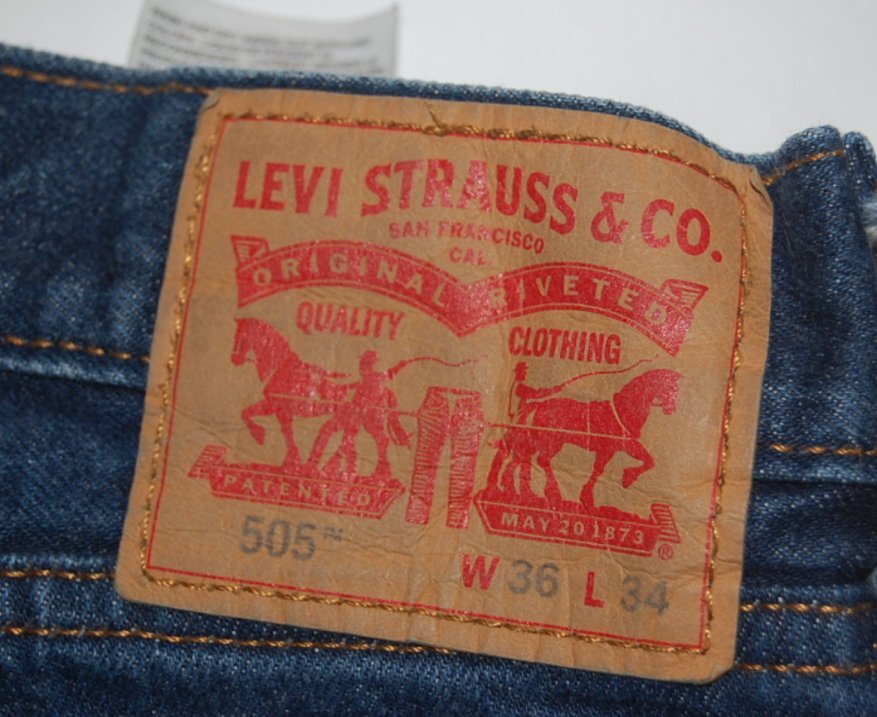 LEVI STRAUSS & CO.
SAN FRANCISCO
CAL.
ORIGINAL RIVETED
QUALITY CLOTHING
PATENTED MAY 20 1873 ®
505™
W 36 L 34